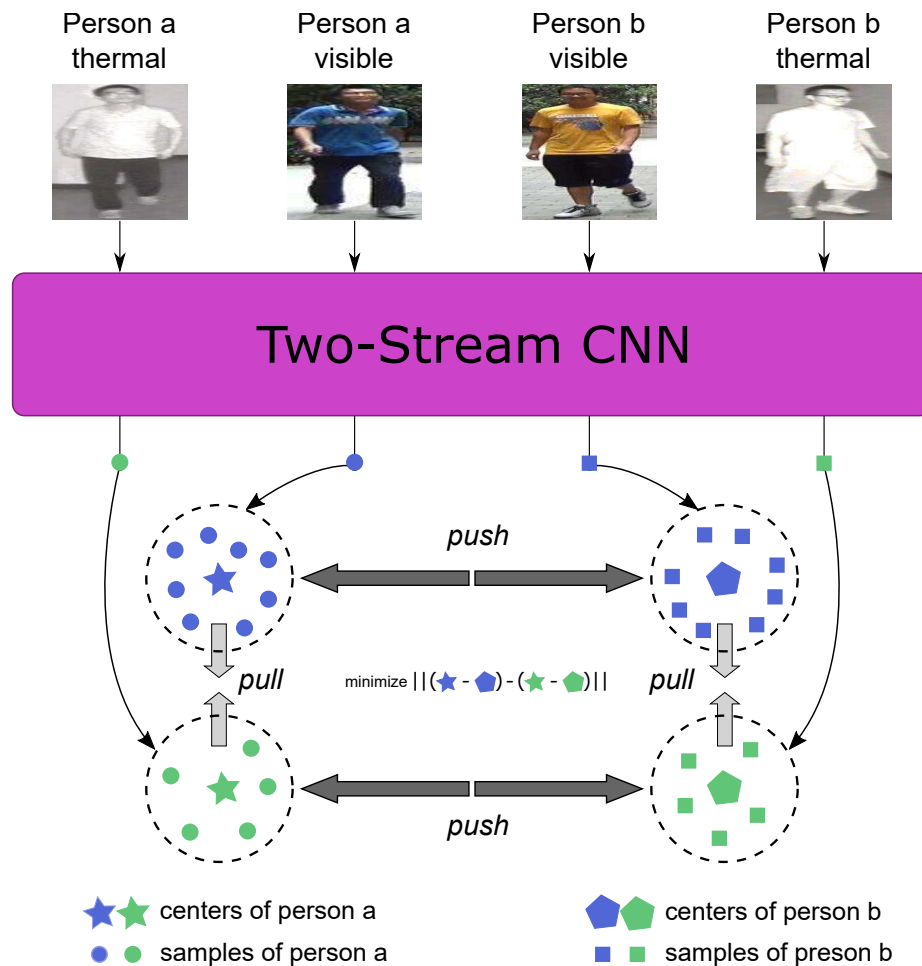 Person a
thermal
Person a
visible
Person b
visible
Person b
thermal
Two-Stream CNN
push
pull
minimize ||( - )-( - )||
pull
push
centers of person a
centers of person b
samples of person a
samples of preson b